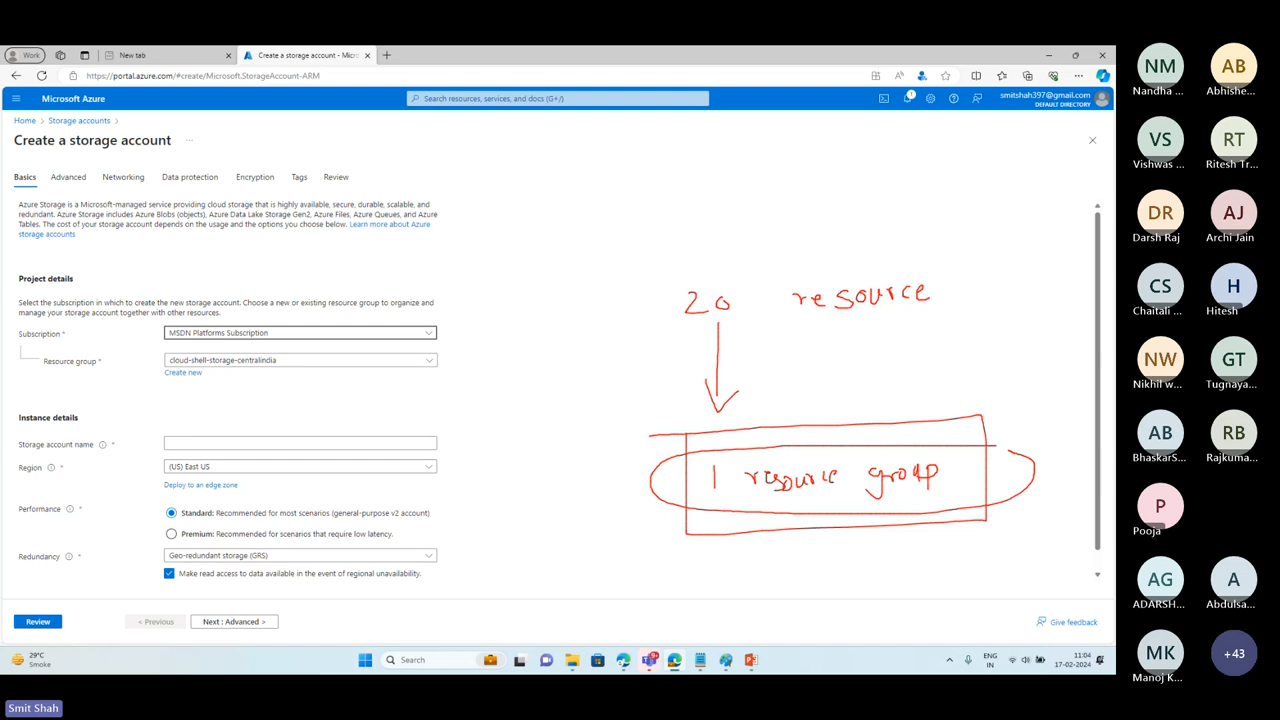 Work
New tab
Create a storage account - Micro
https://portal.azure.com/#create/Microsoft.StorageAccount-ARM
Microsoft Azure
Search resources, services, and docs (G+/)
1
smitshah397@gmail.com
DEFAULT DIRECTORY
Home > Storage accounts >
Create a storage account ...
Basics Advanced Networking Data protection Encryption Tags Review
Azure Storage is a Microsoft-managed service providing cloud storage that is highly available, secure, durable, scalable, and
redundant. Azure Storage includes Azure Blobs (objects), Azure Data Lake Storage Gen2, Azure Files, Azure Queues, and Azure
Tables. The cost of your storage account depends on the usage and the options you choose below. Learn more about Azure
storage accounts
Project details
Select the subscription in which to create the new storage account. Choose a new or existing resource group to organize and
manage your storage account together with other resources.
Subscription *
MSDN Platforms Subscription
Resource group *
cloud-shell-storage-centralindia
Create new
Instance details
Storage account name *
Region *
(US) East US
Deploy to an edge zone
Performance *
Standard: Recommended for most scenarios (general-purpose v2 account)
Premium: Recommended for scenarios that require low latency.
Redundancy *
Geo-redundant storage (GRS)
Make read access to data available in the event of regional unavailability.
Review
< Previous
Next : Advanced >
Give feedback
20 resource
1 resource group
29°C
Smoke
Search
ENG
IN
11:04
17-02-2024
NM
Nandha ...
AB
Abhishe...
VS
Vishwas ...
RT
Ritesh Tr...
DR
Darsh Raj
AJ
Archi Jain
CS
Chaitali ...
H
Hitesh
NW
Nikhil w...
GT
Tugnaya...
AB
BhaskarS...
RB
Rajkuma...
P
Pooja
AG
ADARSH...
A
Abdulsa...
MK
Manoj K...
+43
Smit Shah